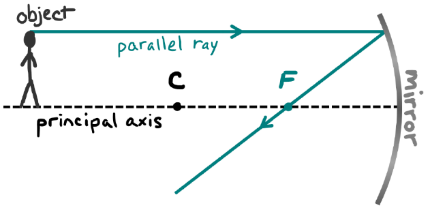 object
parallel ray
C
F
principal axis
mirror